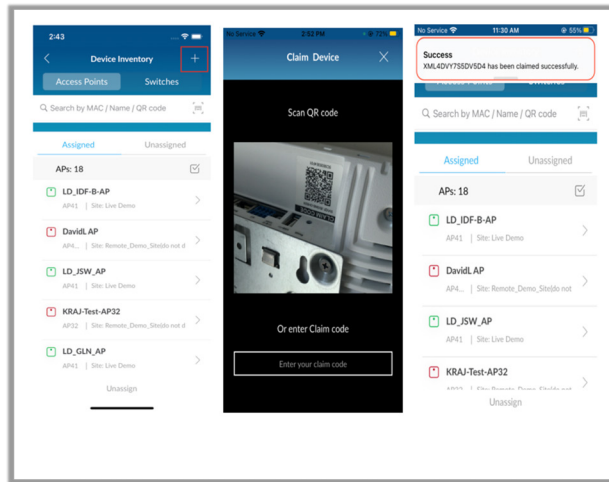 2:43
Device Inventory
Access Points Switches
Search by MAC / Name / QR code
Assigned Unassigned
APs: 18
LD_IDF-B-AP
AP41 | Site: Live Demo
DavidL AP
AP4... | Site: Remote_Demo_Site(do not d
LD_JSW_AP
AP41 | Site: Live Demo
KRAJ-Test-AP32
AP32 | Site: Remote_Demo_Site(do not d
LD_GLN_AP
AP41 | Site: Live Demo
Unassign
No Service 2:52 PM 72%
Claim Device
Scan QR code
CLAIM CODE
Or enter Claim code
Enter your claim code
No Service 11:30 AM 55%
Success
XML4DVY7S5DV5D4 has been claimed successfully.
Search by MAC / Name / QR code
Assigned Unassigned
APs: 18
LD_IDF-B-AP
AP41 | Site: Live Demo
DavidL AP
AP4... | Site: Remote_Demo_Site(do not
LD_JSW_AP
AP41 | Site: Live Demo
KRAJ-Test-AP32
Unassign